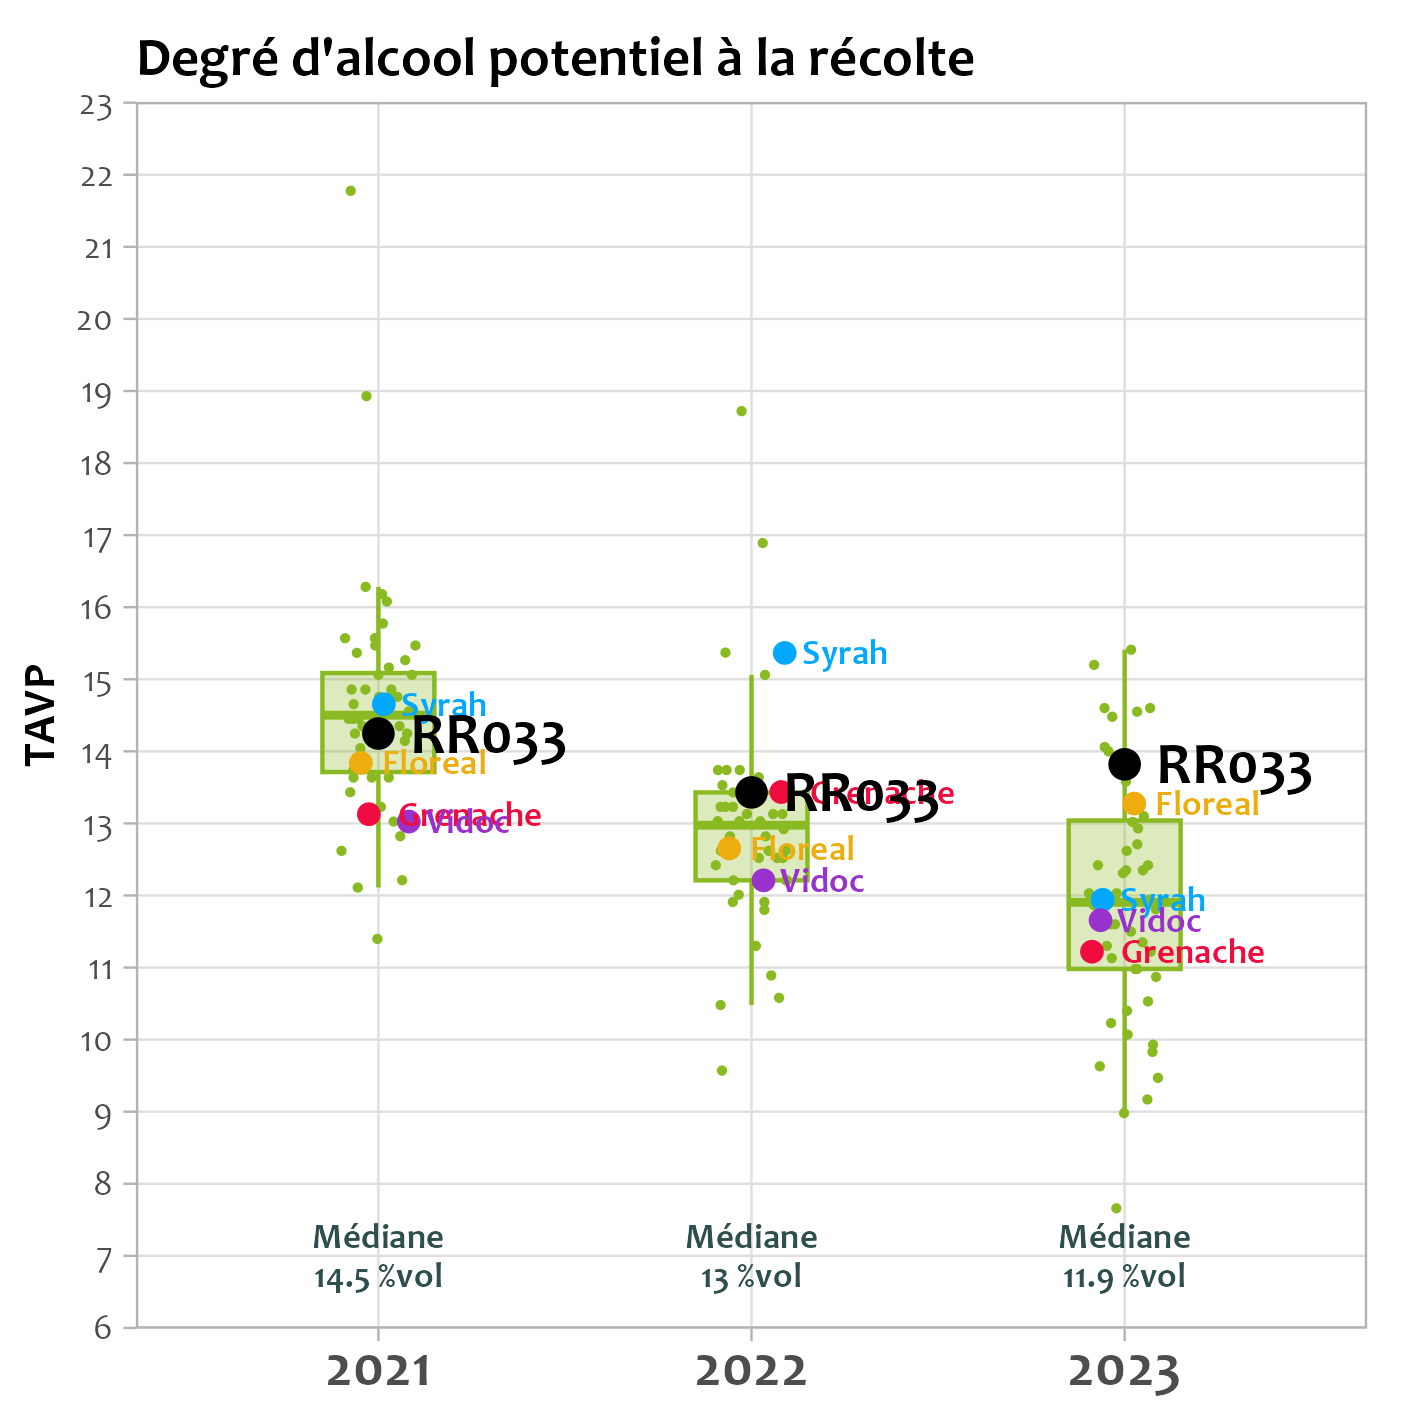 Degré d'alcool potentiel à la récolte
TAVP
23
22
21
20
19
18
17
16
15
14
13
12
11
10
9
8
7
6
Syrah
RR033
Floreal
Grenache
Vidoc
Syrah
Grenache
RR033
Floreal
Vidoc
RR033
Floreal
Syrah
Vidoc
Grenache
Médiane
14.5 %vol
Médiane
13 %vol
Médiane
11.9 %vol
2021
2022
2023